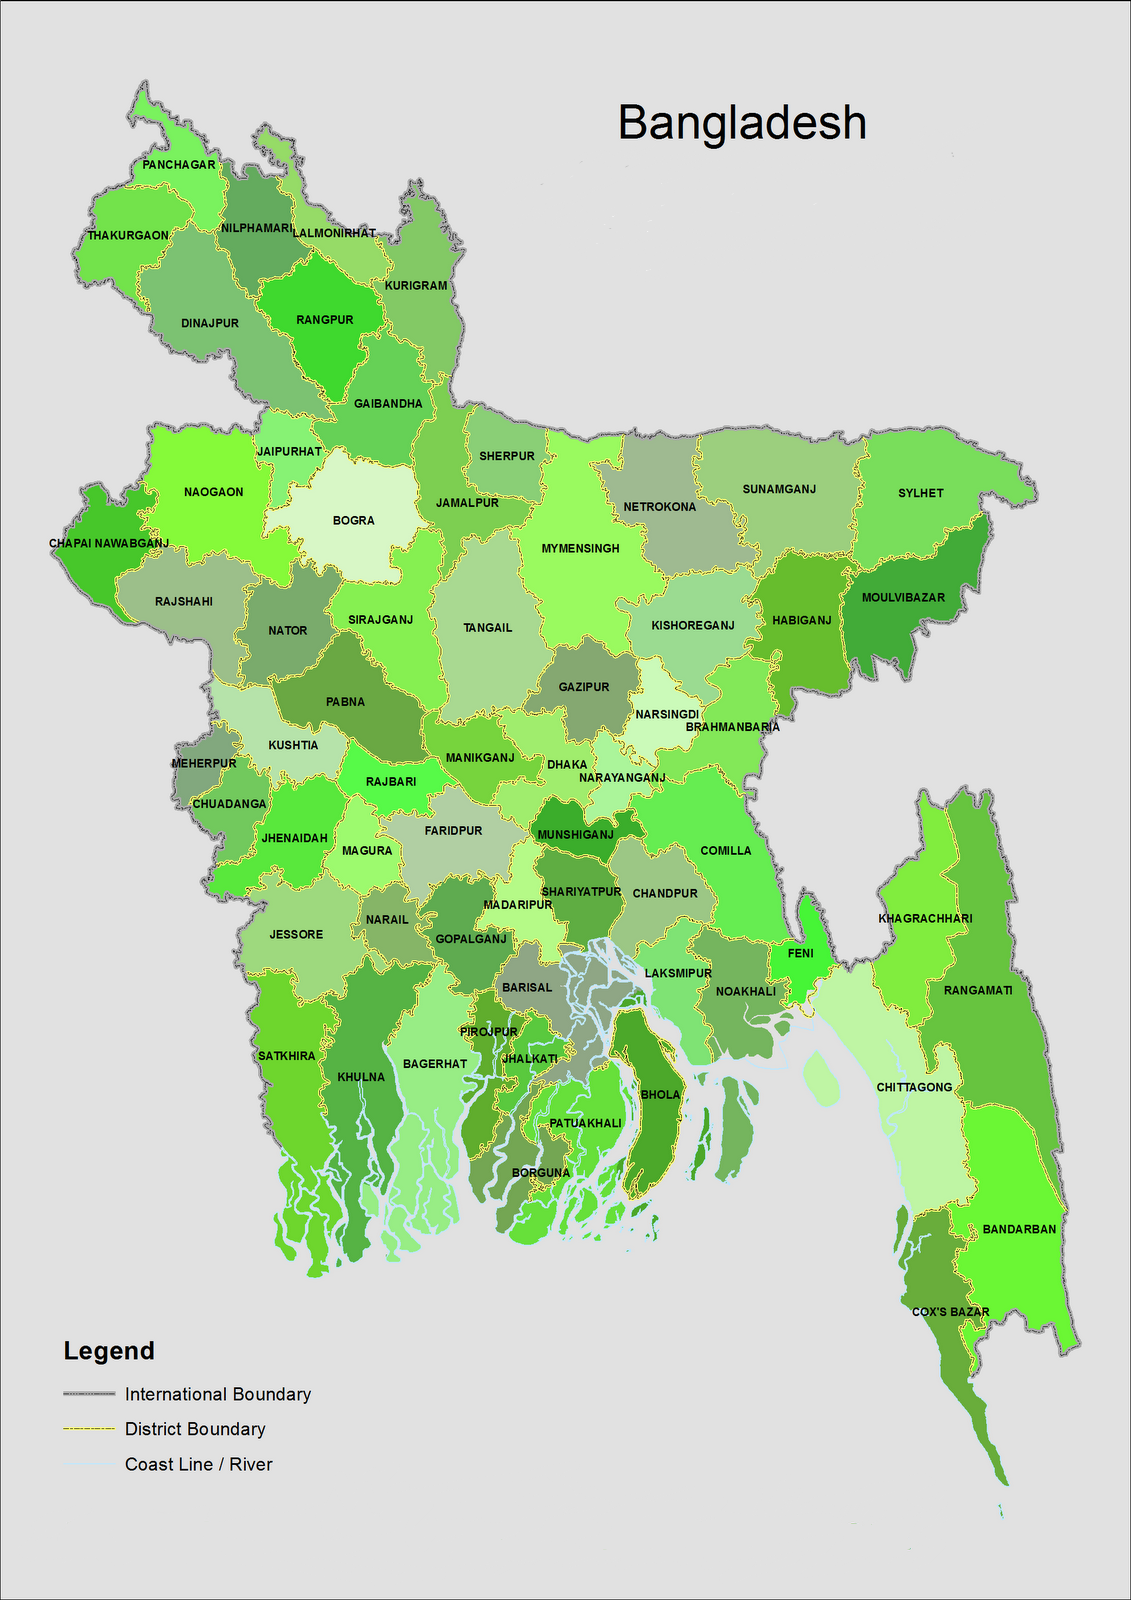 Bangladesh
PANCHAGAR
THAKURGAON
NILPHAMARI
LALMONIRHAT
KURIGRAM
DINAJPUR
RANGPUR
GAIBANDHA
JAIPURHAT
SHERPUR
NAOGAON
BOGRA
JAMALPUR
NETROKONA
SUNAMGANJ
SYLHET
CHAPAI NAWABGANJ
MYMENSINGH
RAJSHAHI
NATOR
SIRAJGANJ
TANGAIL
KISHOREGANJ
HABIGANJ
MOULVIBAZAR
PABNA
GAZIPUR
NARSINGDI
BRAHMANBARIA
KUSHTIA
MEHERPUR
MANIKGANJ
DHAKA
NARAYANGANJ
RAJBARI
CHUADANGA
JHENAIDAH
MAGURA
FARIDPUR
MUNSHIGANJ
COMILLA
SHARIYATPUR
CHANDPUR
MADARIPUR
NARAIL
JESSORE
GOPALGANJ
KHAGRACHHARI
FENI
BARISAL
LAKSMIPUR
NOAKHALI
RANGAMATI
PIROJPUR
SATKHIRA
KHULNA
BAGERHAT
JHALKATI
BHOLA
CHITTAGONG
PATUAKHALI
BORGUNA
BANDARBAN
COX'S BAZAR
Legend
International Boundary
District Boundary
Coast Line / River